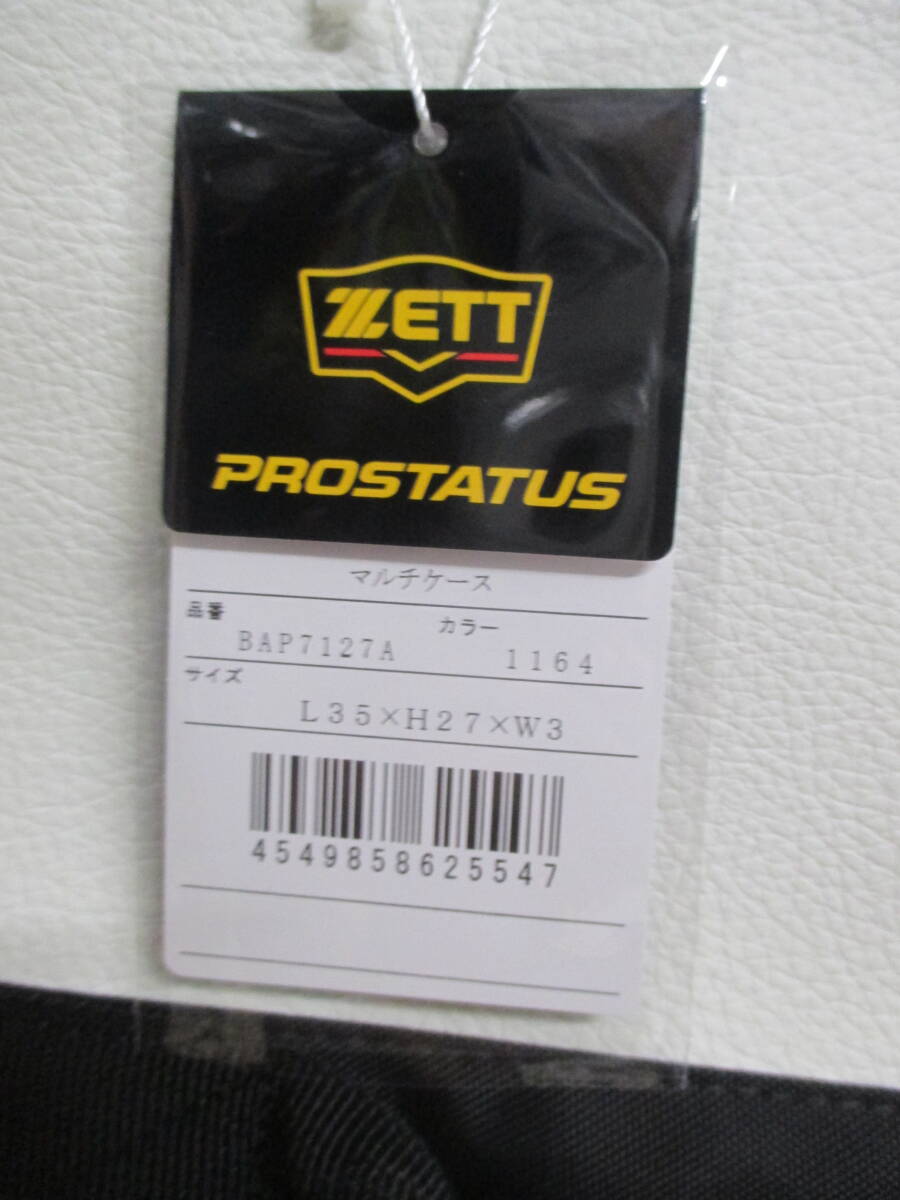 ZETT
PROSTATUS
マルチケース
品番 カラー
BAP7127A 1164
サイズ
L35×H27×W3
4549858625547